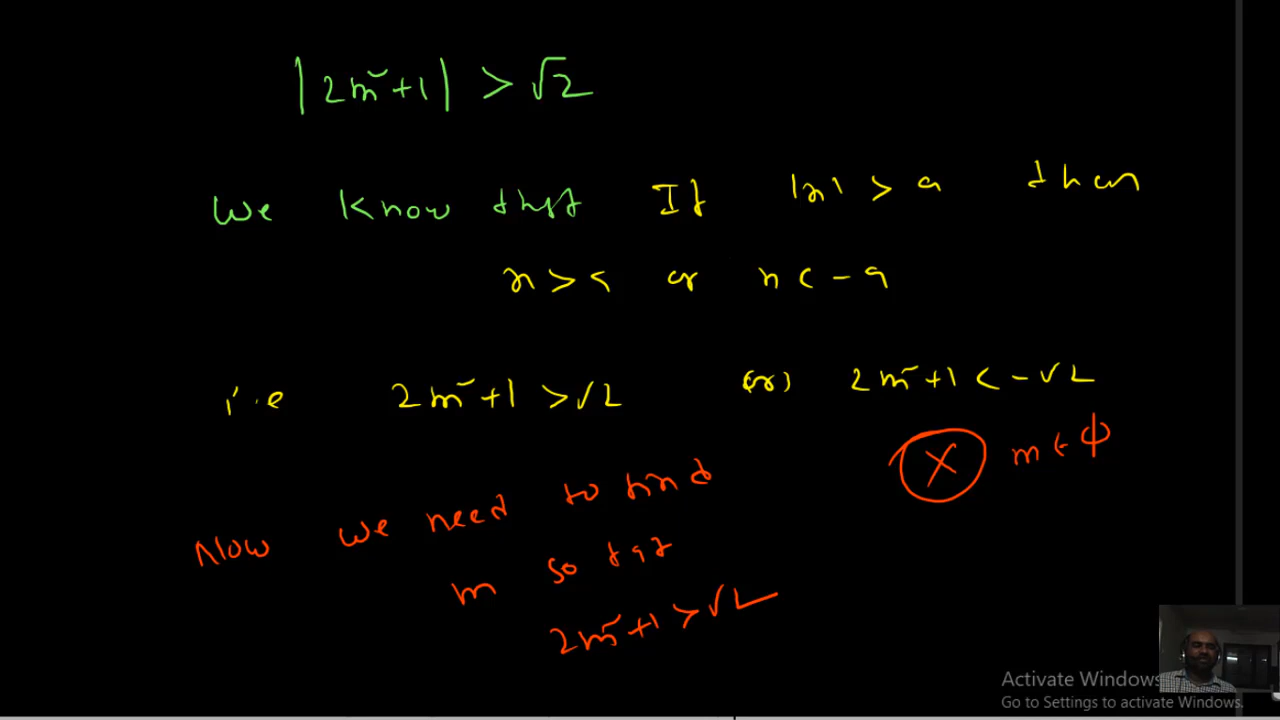 |2m²+1| > √2
We know that If |x| > a then
x > a or x < - a
i.e 2m²+1 > √2 (or) 2m²+1 < - √2
X m ∈ φ
Now we need to find
m so tat
2m²+1 > √2
Activate Windows
Go to Settings to activate Windows.